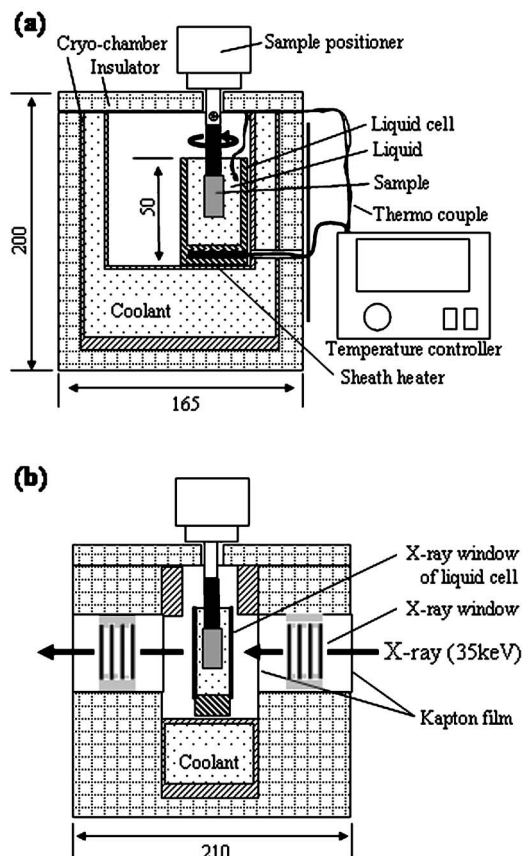 (a)
Sample positioner
Cryo-chamber
Insulator
Liquid cell
Liquid
Sample
Thermo couple
50
200
Coolant
Temperature controller
Sheath heater
165
(b)
X-ray window
of liquid cell
X-ray window
X-ray (35keV)
Kapton film
Coolant
210